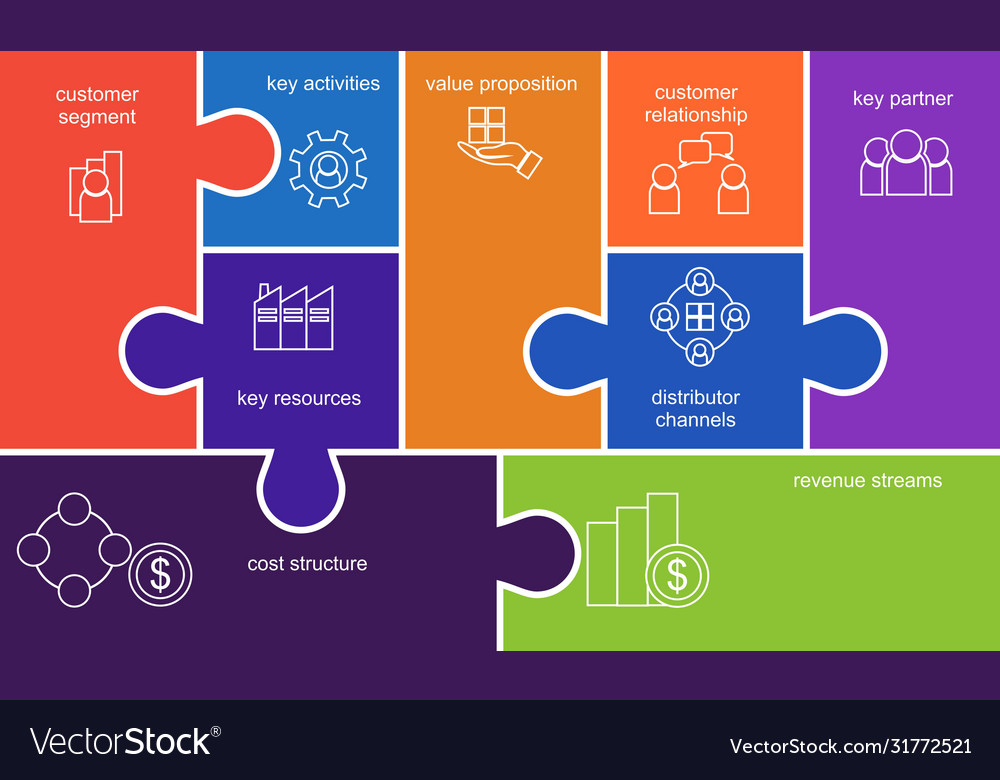 customer
segment
key activities
value proposition
customer
relationship
key partner
key resources
distributor
channels
cost structure
$
revenue streams
$
VectorStock®
VectorStock.com/31772521